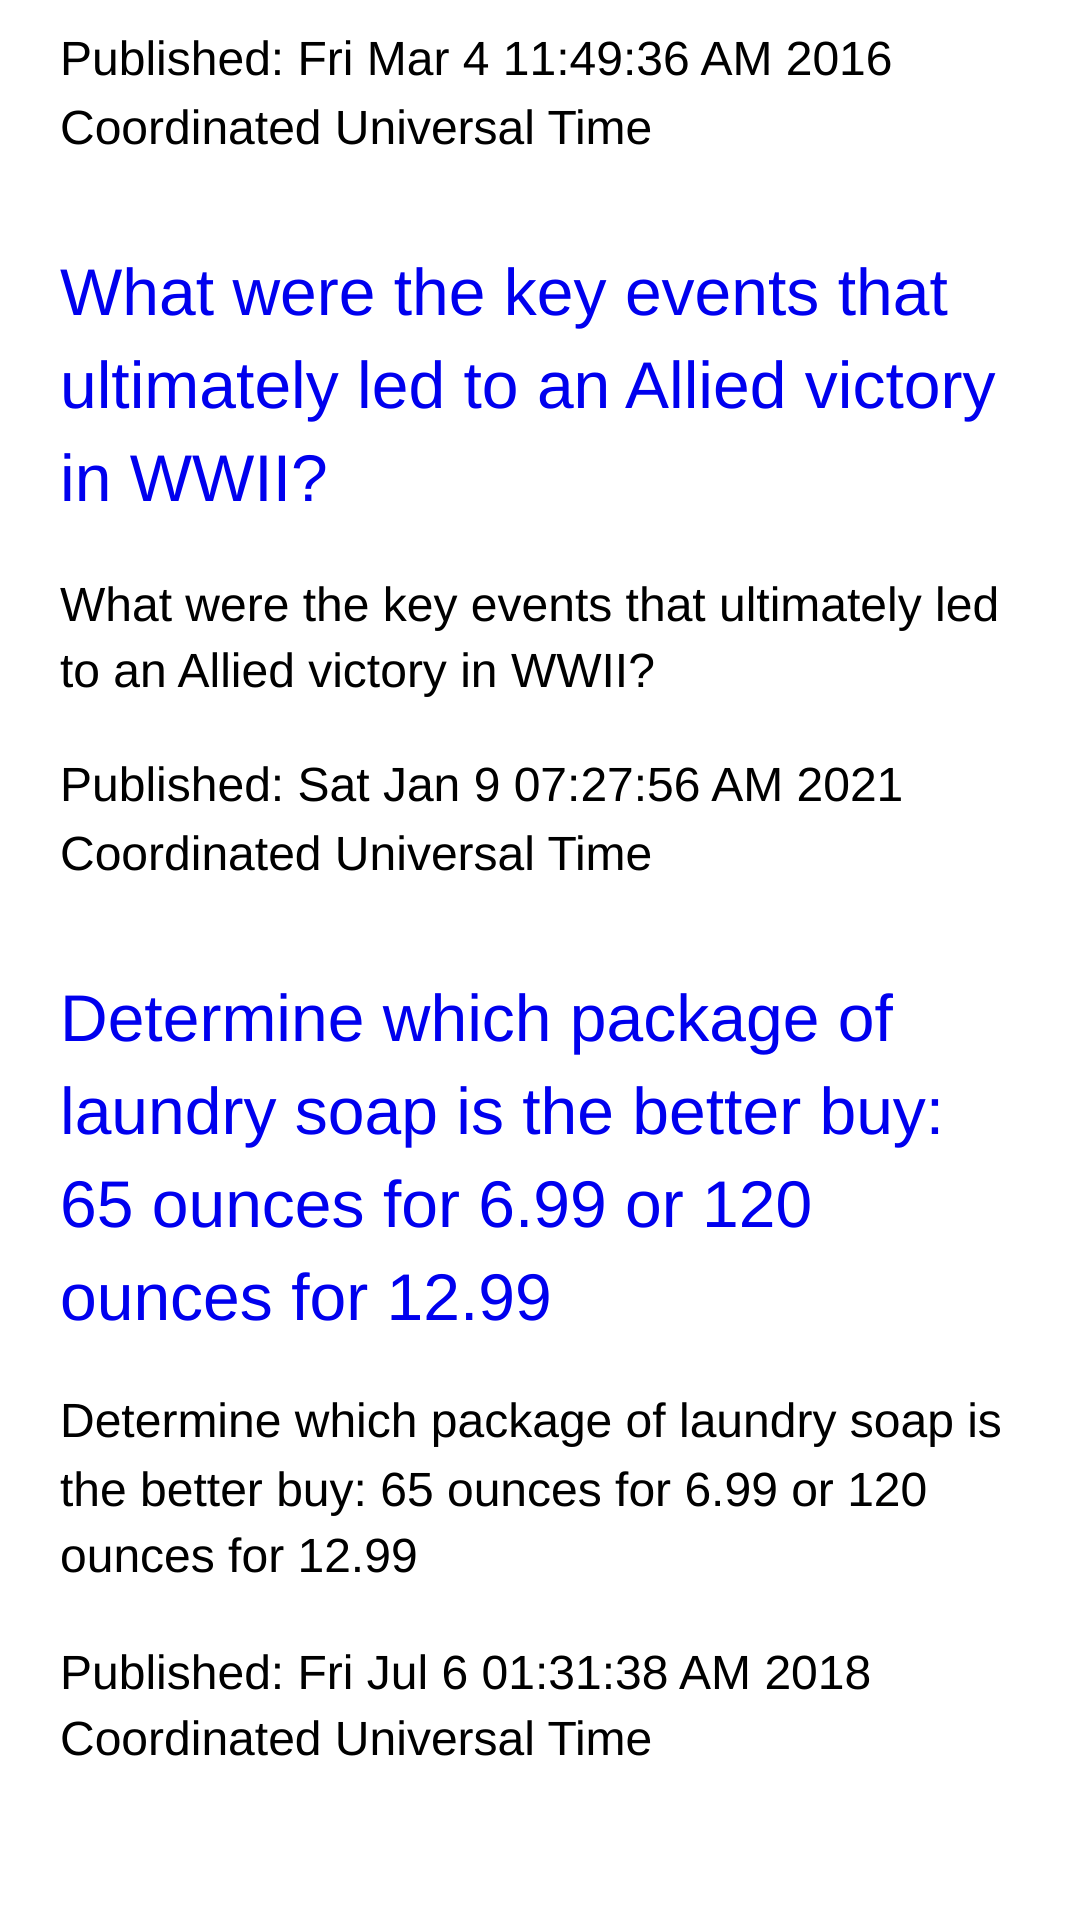 Published: Fri Mar 4 11:49:36 AM 2016
Coordinated Universal Time
What were the key events that
ultimately led to an Allied victory
in WWII?
What were the key events that ultimately led
to an Allied victory in WWII?
Published: Sat Jan 9 07:27:56 AM 2021
Coordinated Universal Time
Determine which package of
laundry soap is the better buy:
65 ounces for 6.99 or 120
ounces for 12.99
Determine which package of laundry soap is
the better buy: 65 ounces for 6.99 or 120
ounces for 12.99
Published: Fri Jul 6 01:31:38 AM 2018
Coordinated Universal Time